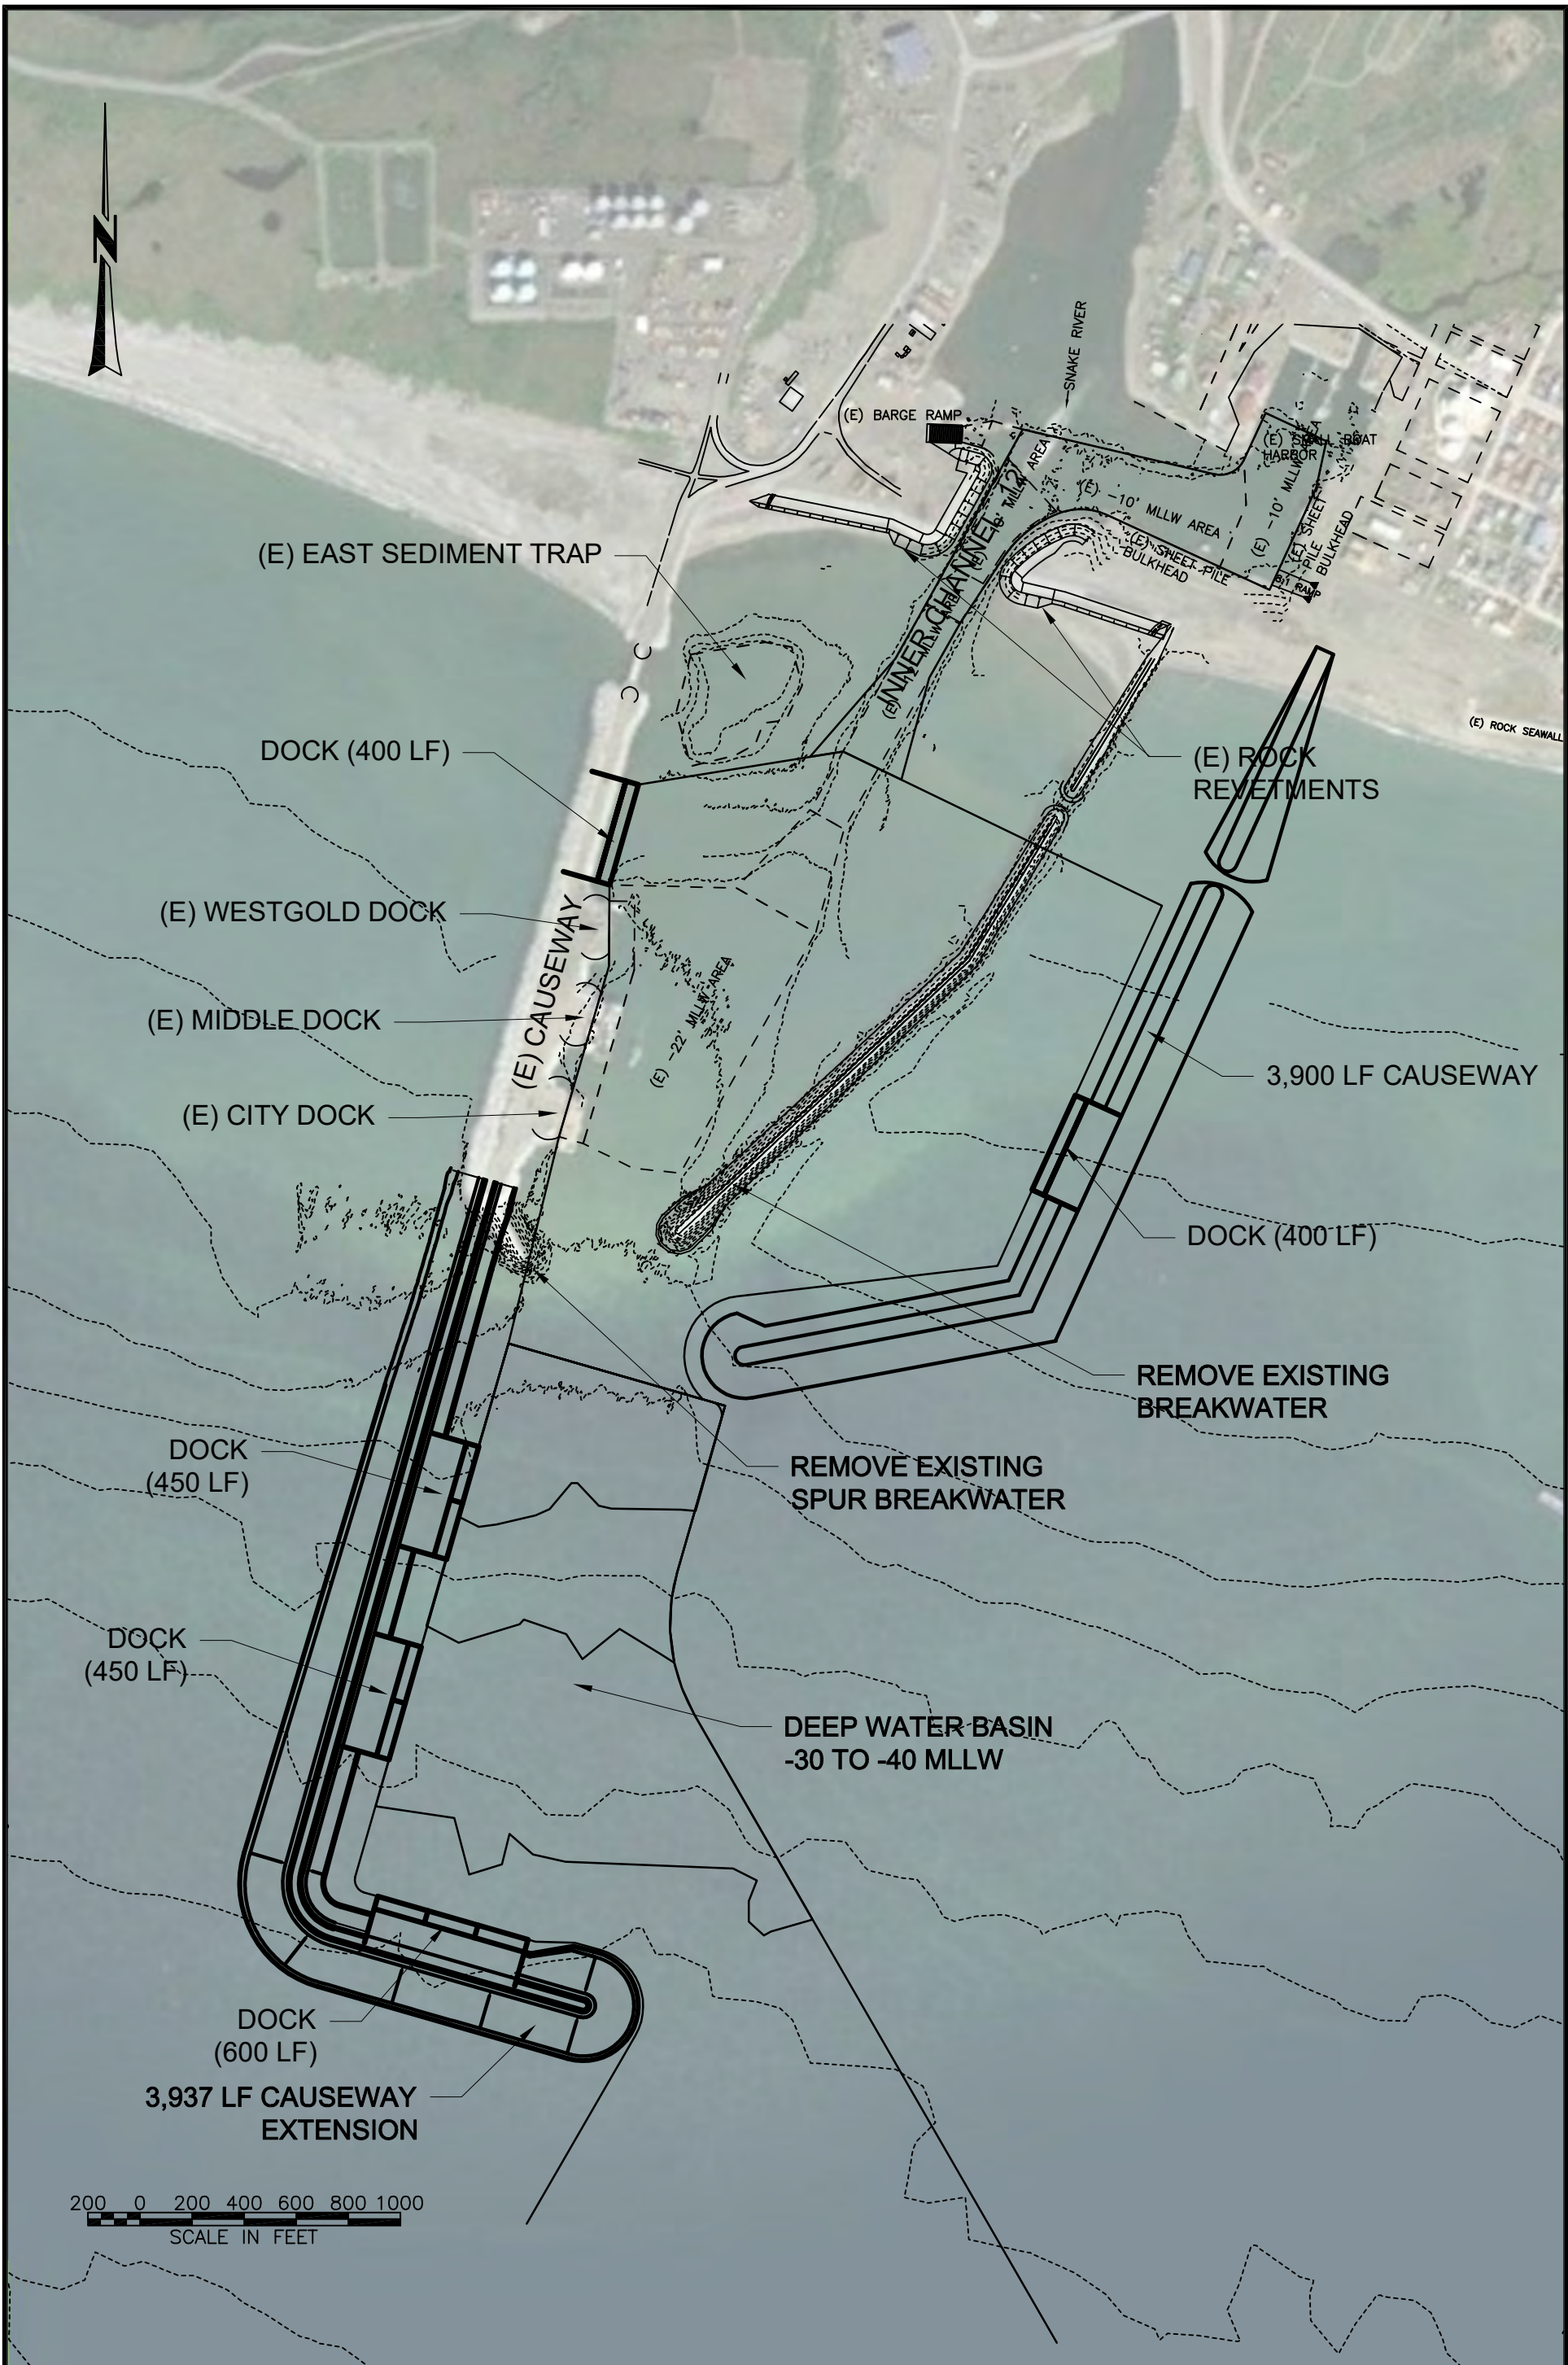 N
SNAKE RIVER
(E) BARGE RAMP
(E) SMALL BOAT
HARBOR
(E) -10' MLLW AREA
(E) -10' MLLW AREA
(E) SHEET PILE
BULKHEAD
(E) SHEET
PILE
BULKHEAD
8:1 RAMP
(E) INNER CHANNEL
(E) EAST SEDIMENT TRAP
(E) ROCK SEAWALL
DOCK (400 LF)
(E) ROCK
REVETMENTS
(E) WESTGOLD DOCK
(E) CAUSEWAY
(E) -22' MLLW AREA
(E) MIDDLE DOCK
3,900 LF CAUSEWAY
(E) CITY DOCK
DOCK (400 LF)
REMOVE EXISTING
BREAKWATER
DOCK
(450 LF)
REMOVE EXISTING
SPUR BREAKWATER
DOCK
(450 LF)
DEEP WATER BASIN
-30 TO -40 MLLW
DOCK
(600 LF)
3,937 LF CAUSEWAY
EXTENSION
200 0 200 400 600 800 1000
SCALE IN FEET